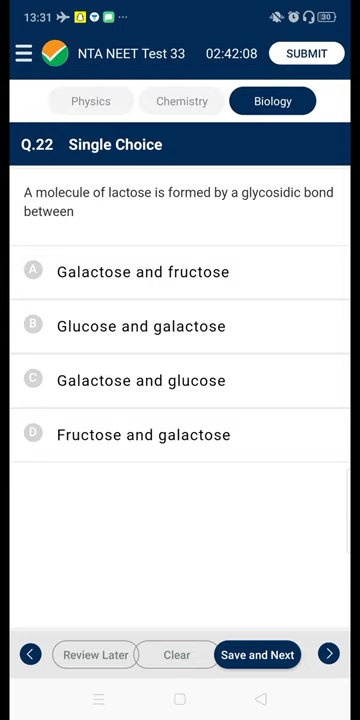 13:31 ... 30
NTA NEET Test 33 02:42:08 SUBMIT
Physics Chemistry Biology
Q.22 Single Choice
A molecule of lactose is formed by a glycosidic bond
between
A Galactose and fructose
B Glucose and galactose
C Galactose and glucose
D Fructose and galactose
Review Later Clear Save and Next